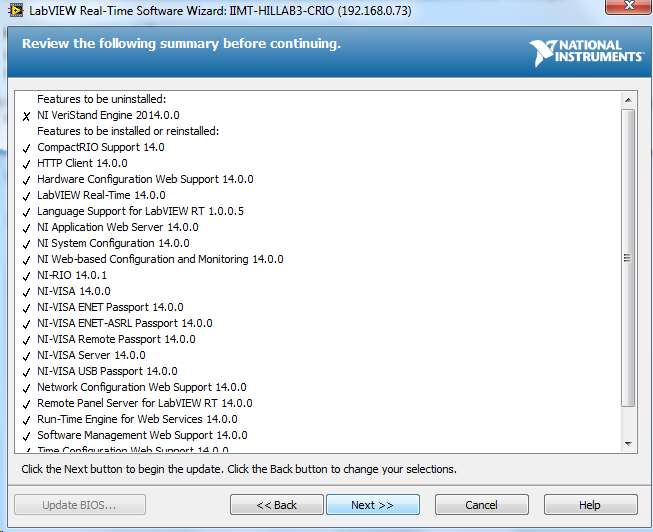 LabVIEW Real-Time Software Wizard: IIMT-HILLAB3-CRIO (192.168.0.73)
Review the following summary before continuing.
NATIONAL
INSTRUMENTS
Features to be uninstalled:
NI VeriStand Engine 2014.0.0
Features to be installed or reinstalled:
CompactRIO Support 14.0
HTTP Client 14.0.0
Hardware Configuration Web Support 14.0.0
LabVIEW Real-Time 14.0.0
Language Support for LabVIEW RT 1.0.0.5
NI Application Web Server 14.0.0
NI System Configuration 14.0.0
NI Web-based Configuration and Monitoring 14.0.0
NI-RIO 14.0.1
NI-VISA 14.0.0
NI-VISA ENET Passport 14.0.0
NI-VISA ENET-ASRL Passport 14.0.0
NI-VISA Remote Passport 14.0.0
NI-VISA Server 14.0.0
NI-VISA USB Passport 14.0.0
Network Configuration Web Support 14.0.0
Remote Panel Server for LabVIEW RT 14.0.0
Run-Time Engine for Web Services 14.0.0
Software Management Web Support 14.0.0
Time Configuration Web Support 14.0.0
Click the Next button to begin the update. Click the Back button to change your selections.
Update BIOS...
<< Back
Next >>
Cancel
Help